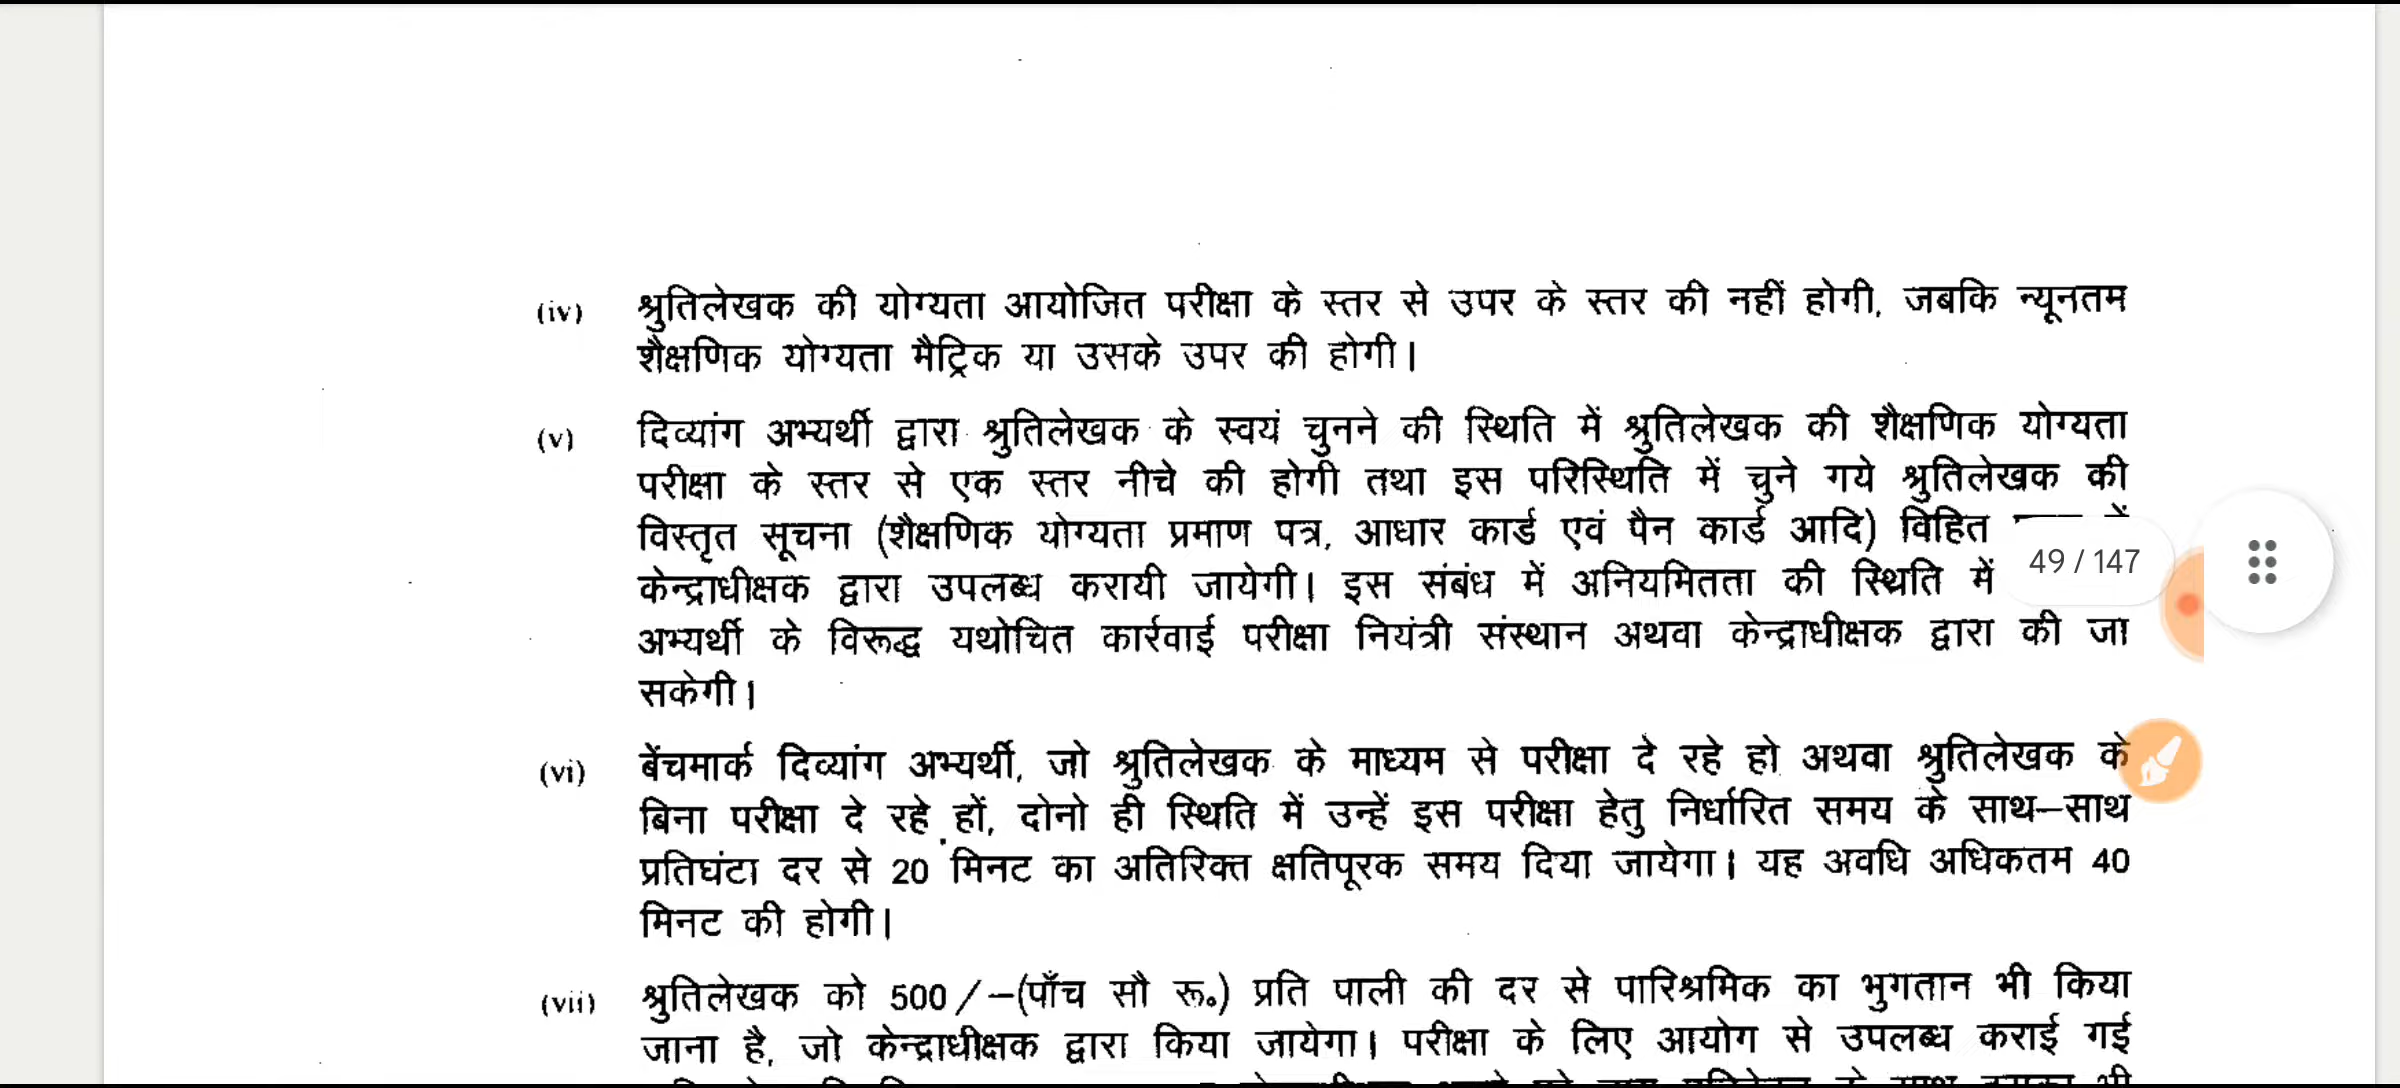 (iv) श्रुतिलेखक की योग्यता आयोजित परीक्षा के स्तर से उपर के स्तर की नहीं होगी, जबकि न्यूनतम
शैक्षणिक योग्यता मैट्रिक या उसके उपर की होगी।
(v) दिव्यांग अभ्यर्थी द्वारा श्रुतिलेखक के स्वयं चुनने की स्थिति में श्रुतिलेखक की शैक्षणिक योग्यता
परीक्षा के स्तर से एक स्तर नीचे की होगी तथा इस परिस्थिति में चुने गये श्रुतिलेखक की
विस्तृत सूचना (शैक्षणिक योग्यता प्रमाण पत्र, आधार कार्ड एवं पैन कार्ड आदि) विहित
49 / 147
केन्द्राधीक्षक द्वारा उपलब्ध करायी जायेगी। इस संबंध में अनियमितता की स्थिति में
अभ्यर्थी के विरूद्ध यथोचित कार्रवाई परीक्षा नियंत्री संस्थान अथवा केन्द्राधीक्षक द्वारा की जा
सकेगी।
(vi) बेंचमार्क दिव्यांग अभ्यर्थी, जो श्रुतिलेखक के माध्यम से परीक्षा दे रहे हो अथवा श्रुतिलेखक के
बिना परीक्षा दे रहे हों, दोनो ही स्थिति में उन्हें इस परीक्षा हेतु निर्धारित समय के साथ–साथ
प्रतिघंटा दर से 20 मिनट का अतिरिक्त क्षतिपूरक समय दिया जायेगा। यह अवधि अधिकतम 40
मिनट की होगी।
(vii) श्रुतिलेखक को 500/–(पाँच सौ रू०) प्रति पाली की दर से पारिश्रमिक का भुगतान भी किया
जाना है, जो केन्द्राधीक्षक द्वारा किया जायेगा। परीक्षा के लिए आयोग से उपलब्ध कराई गई